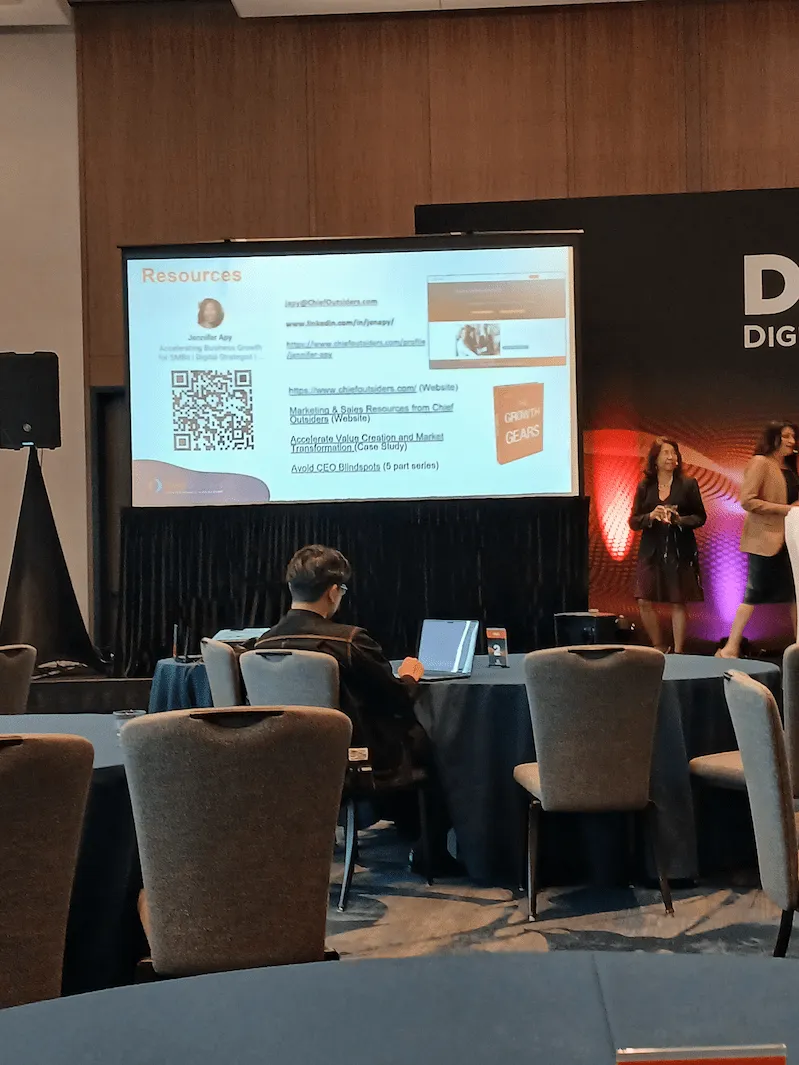 Resources
Jennifer Apy
Accelerating Business Growth
for SMBs | Digital Strategist | ...
japy@ChiefOutsiders.com
www.linkedin.com/in/jenapy/
https://www.chiefoutsiders.com/profile
/jennifer-apy
https://www.chiefoutsiders.com/ (Website)
Marketing & Sales Resources from Chief
Outsiders (Website)
Accelerate Value Creation and Market
Transformation (Case Study)
Avoid CEO Blindspots (5 part series)
GROWTH
GEARS
D
DIG